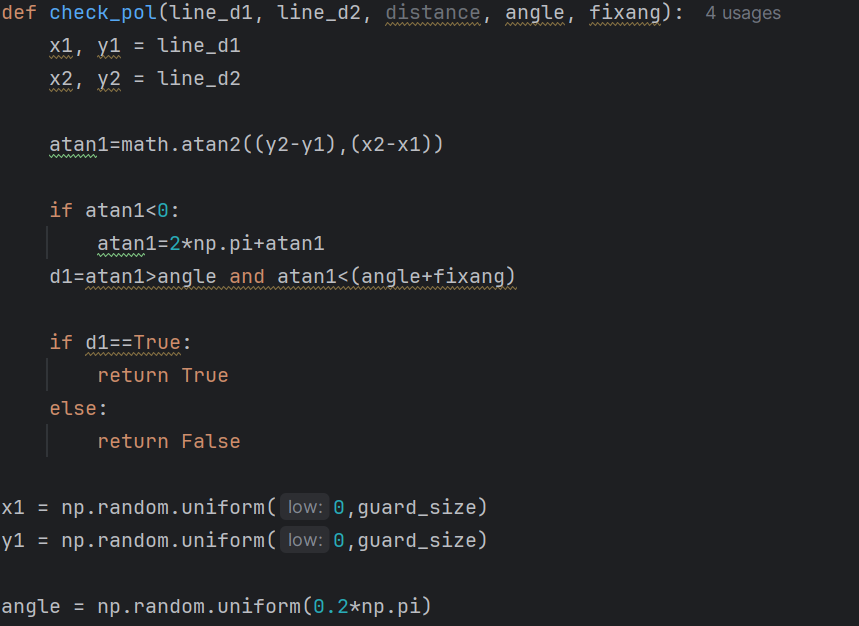 def check_pol(line_d1, line_d2, distance, angle, fixang): 4 usages
    x1, y1 = line_d1
    x2, y2 = line_d2
    atan1=math.atan2((y2-y1),(x2-x1))
    if atan1<0:
        atan1=2*np.pi+atan1
    d1=atan1>angle and atan1<(angle+fixang)
    if d1==True:
        return True
    else:
        return False
x1 = np.random.uniform( low: 0,guard_size)
y1 = np.random.uniform( low: 0,guard_size)
angle = np.random.uniform(0.2*np.pi)